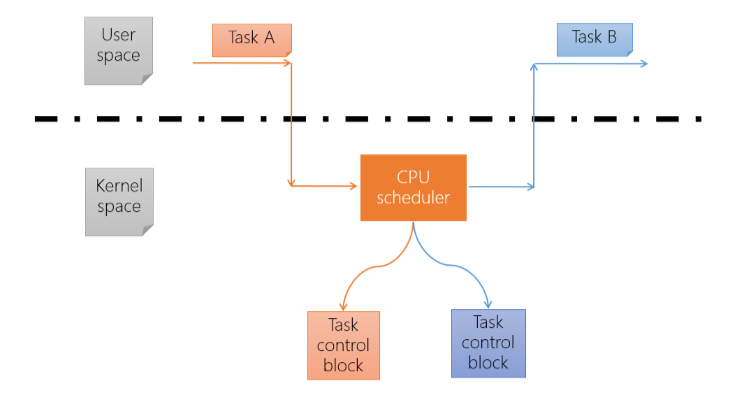 User
space
Task A
Task B
Kernel
space
CPU
scheduler
Task
control
block
Task
control
block